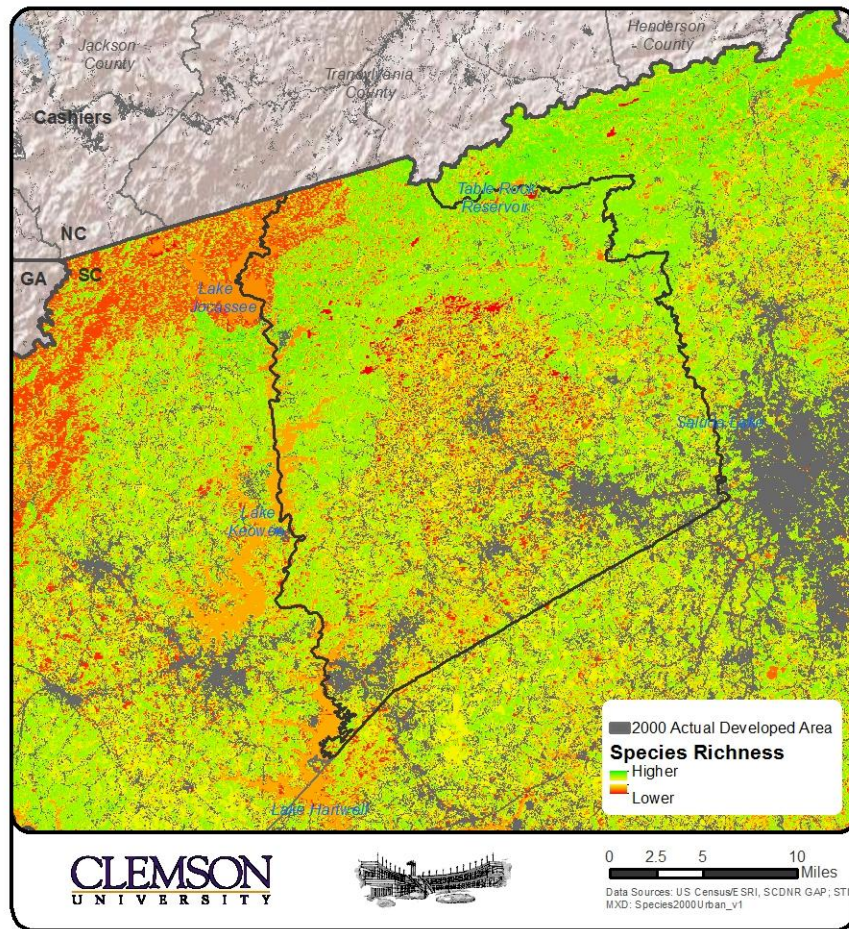 Henderson
County
Jackson
County
Transylvania
County
Cashiers
Table Rock
Reservoir
NC
GA
SC
Lake
Jocassee
Saluda Lake
Lake
Keowee
2000 Actual Developed Area
Species Richness
Higher
Lower
Lake Hartwell
CLEMSON
UNIVERSITY
0 2.5 5 10
Miles
Data Sources: US Census/ESRI, SCDNR GAP; STI
MXD: Species2000Urban_v1